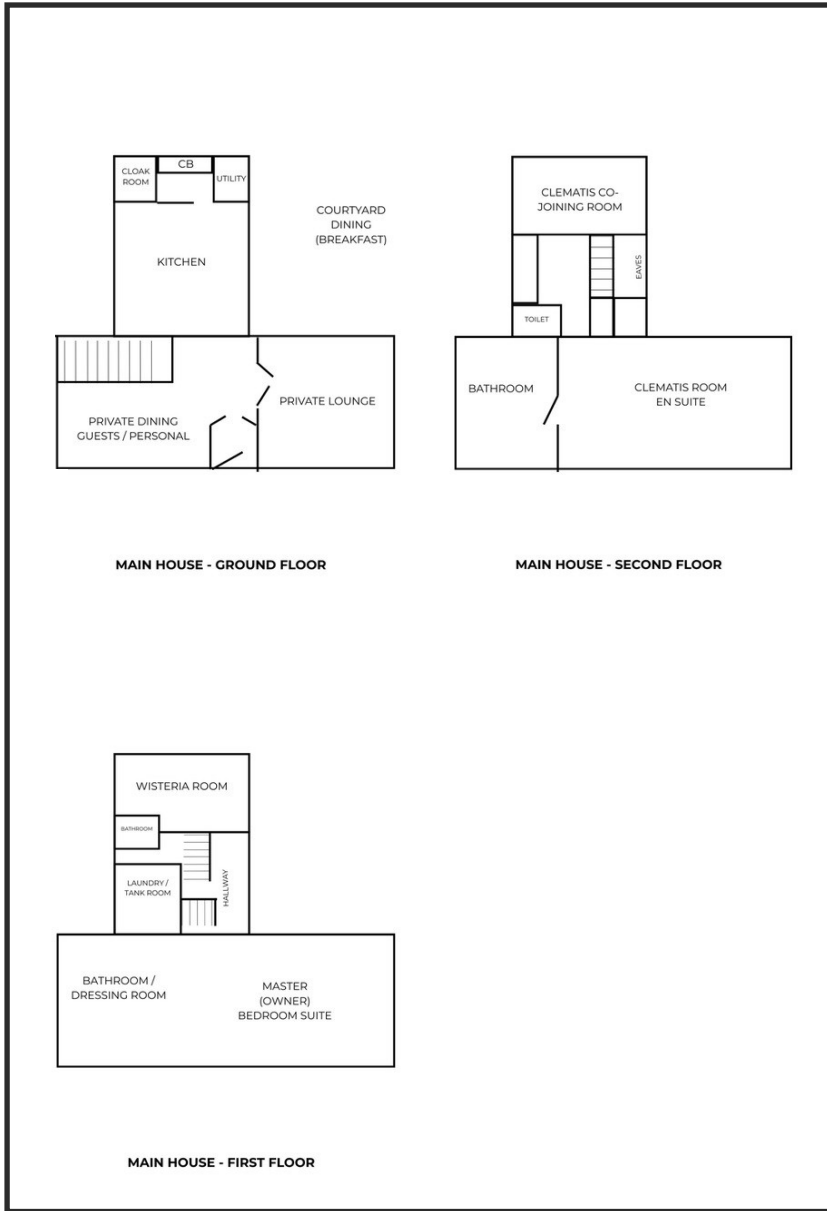 CLOAK
ROOM
CB
UTILITY
COURTYARD
DINING
(BREAKFAST)
KITCHEN
PRIVATE DINING
GUESTS / PERSONAL
PRIVATE LOUNGE
MAIN HOUSE - GROUND FLOOR
CLEMATIS CO-
JOINING ROOM
EAVES
TOILET
BATHROOM
CLEMATIS ROOM
EN SUITE
MAIN HOUSE - SECOND FLOOR
WISTERIA ROOM
BATHROOM
LAUNDRY /
TANK ROOM
HALLWAY
BATHROOM /
DRESSING ROOM
MASTER
(OWNER)
BEDROOM SUITE
MAIN HOUSE - FIRST FLOOR